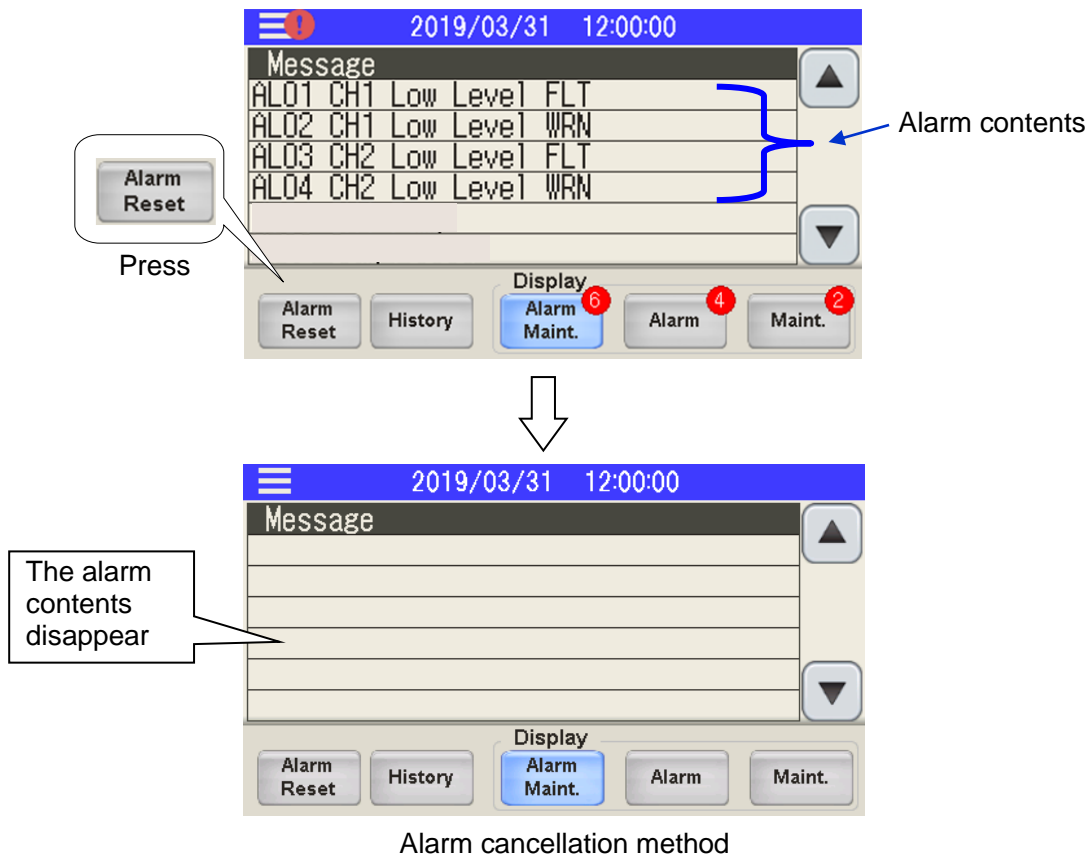 2019/03/31 12:00:00
Message
AL01 CH1 Low Level FLT
AL02 CH1 Low Level WRN
AL03 CH2 Low Level FLT
AL04 CH2 Low Level WRN
Alarm contents
Alarm
Reset
Press
Display
Alarm
Reset
History
Alarm
Maint.
6
Alarm
4
Maint.
2
2019/03/31 12:00:00
Message
The alarm
contents
disappear
Display
Alarm
Reset
History
Alarm
Maint.
Alarm
Maint.
Alarm cancellation method